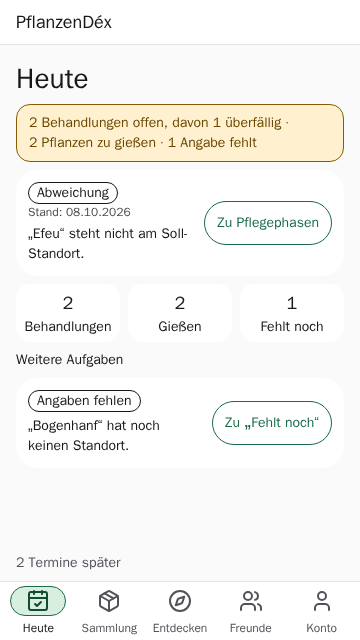 PflanzenDéx
Heute
2 Behandlungen offen, davon 1 überfällig ·
2 Pflanzen zu gießen · 1 Angabe fehlt
Abweichung
Stand: 08.10.2026
„Efeu“ steht nicht am Soll-
Standort.
Zu Pflegephasen
2
Behandlungen
2
Gießen
1
Fehlt noch
Weitere Aufgaben
Angaben fehlen
„Bogenhanf“ hat noch
keinen Standort.
Zu „Fehlt noch“
2 Termine später
Heute
Sammlung
Entdecken
Freunde
Konto